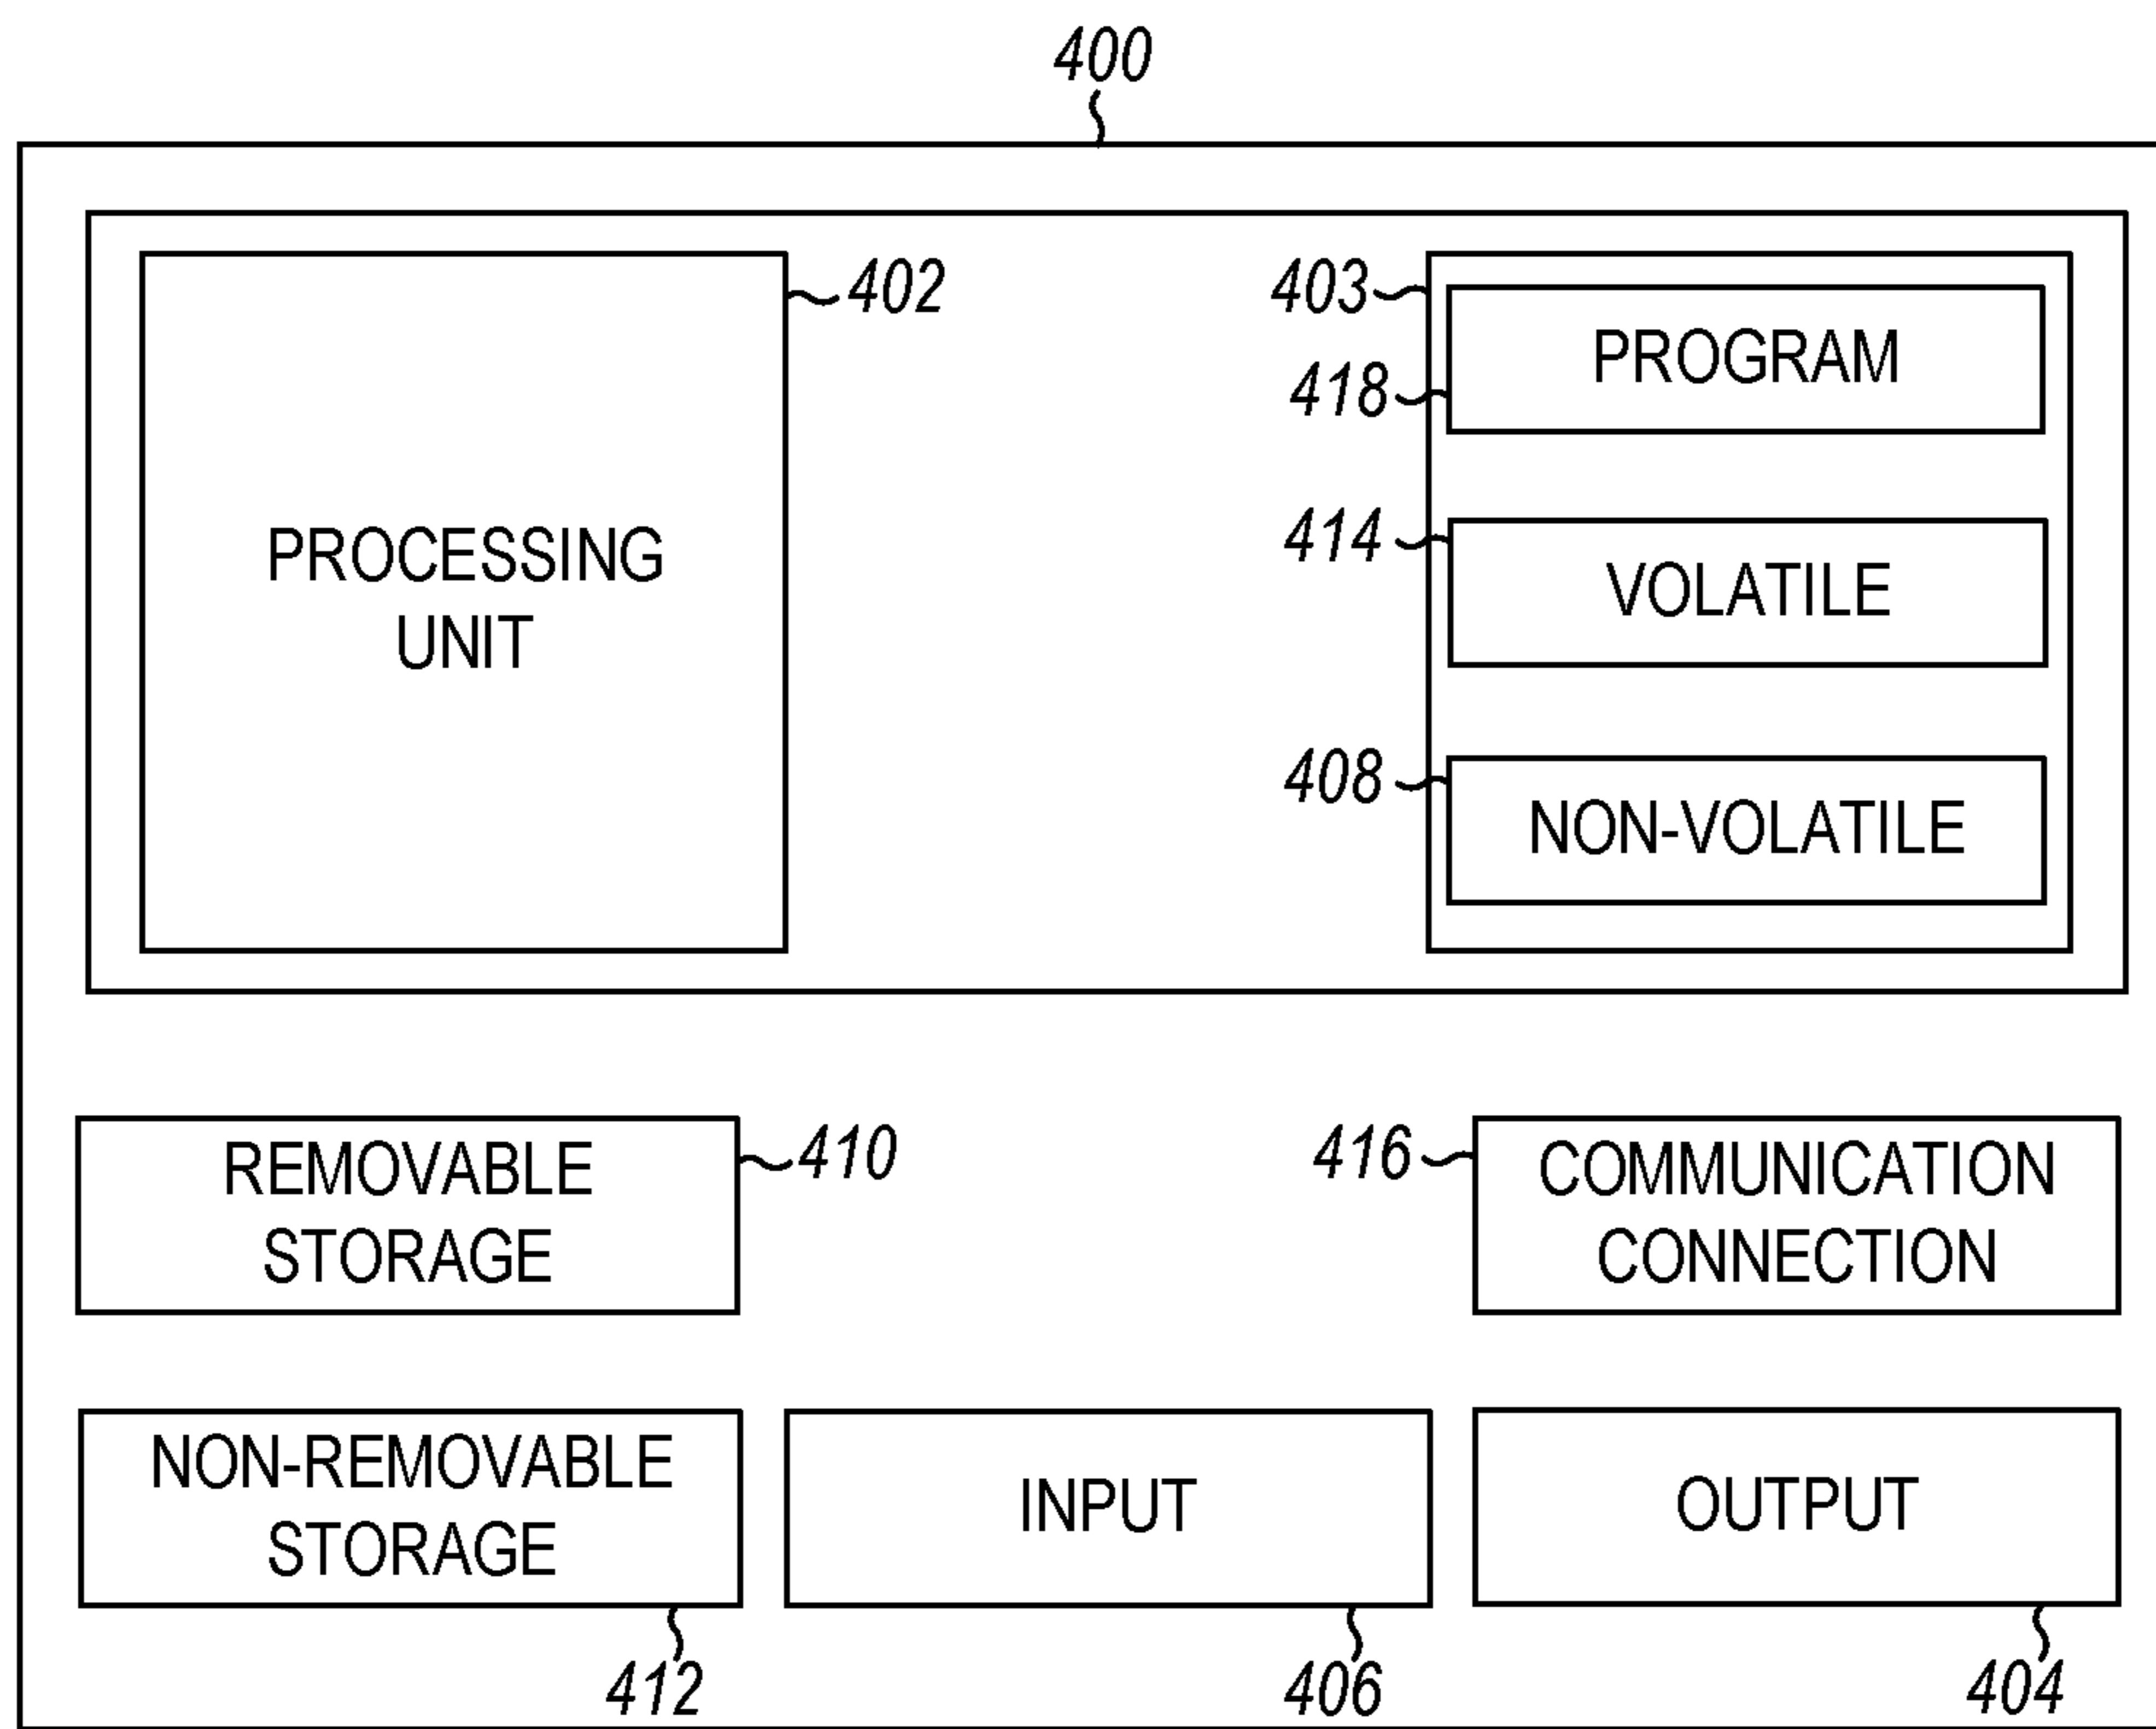 400
402
403
PROGRAM
418
PROCESSING
UNIT
414
VOLATILE
408
NON-VOLATILE
REMOVABLE
STORAGE
410
416
COMMUNICATION
CONNECTION
NON-REMOVABLE
STORAGE
INPUT
OUTPUT
412
406
404